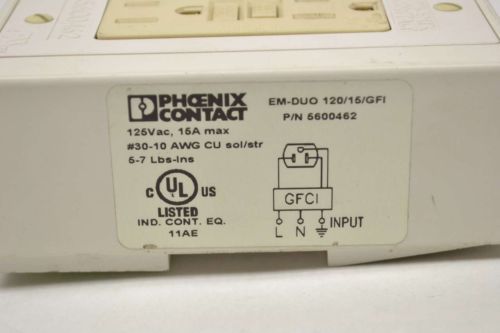 PHOENIX
CONTACT
EM-DUO 120/15/GFI
P/N 5600462
125Vac, 15A max
#30-10 AWG CU sol/str
5-7 Lbs-Ins
C UL US
LISTED
IND. CONT. EQ.
11AE
GFCI
L N INPUT